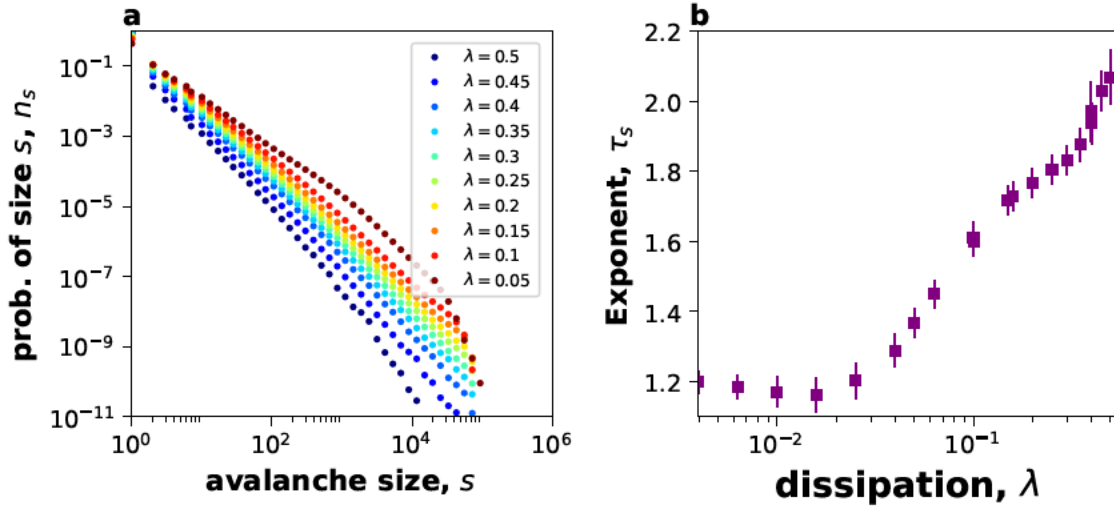 a
prob. of size s, n_s
10^{-1}
10^{-3}
10^{-5}
10^{-7}
10^{-9}
10^{-11}
λ = 0.5
λ = 0.45
λ = 0.4
λ = 0.35
λ = 0.3
λ = 0.25
λ = 0.2
λ = 0.15
λ = 0.1
λ = 0.05
10^0
10^2
10^4
10^6
avalanche size, s
b
Exponent, τ_s
2.2
2.0
1.8
1.6
1.4
1.2
10^{-2}
10^{-1}
dissipation, λ